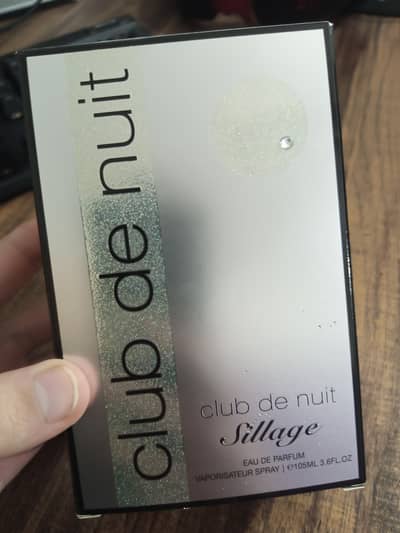 club de nuit
club de nuit
Sillage
EAU DE PARFUM
VAPORISATEUR SPRAY | ℮105ML 3.6FL.OZ